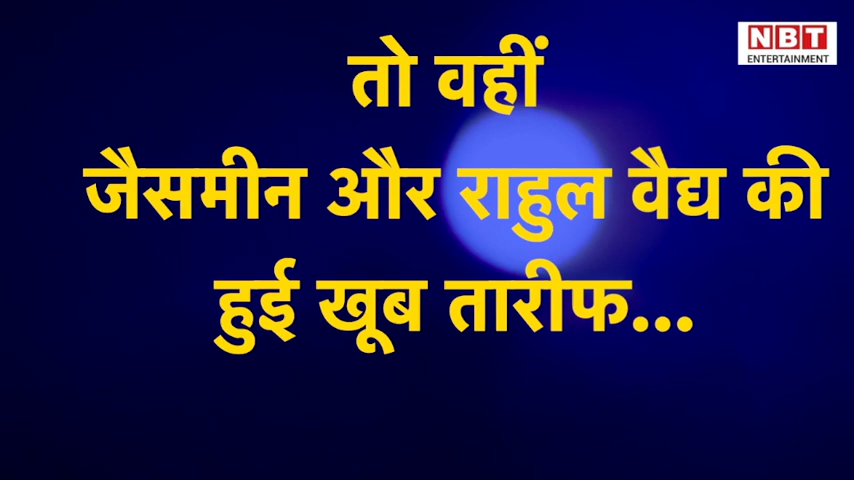 NBT
ENTERTAINMENT
तो वहीं
जैसमीन और राहुल वैद्य की
हुई खूब तारीफ...